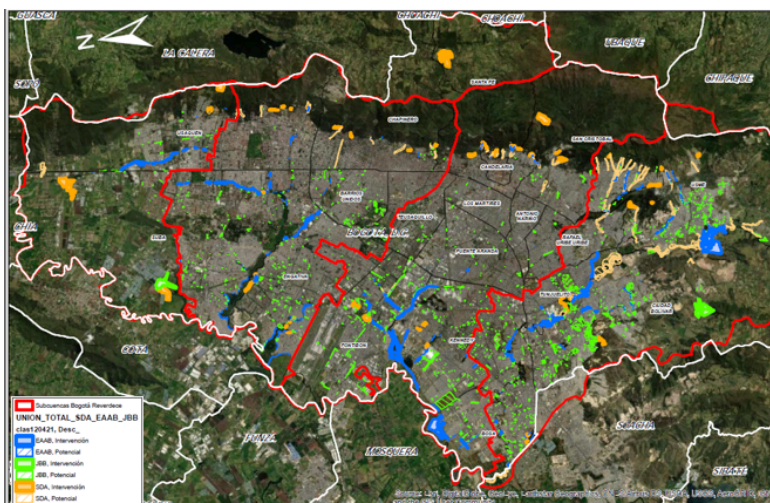 GUASCA
CHOACHI
CHOACHI
UBAQUE
LA CALERA
CHIPAQUE
SOPÓ
SANTA FE
CHAPINERO
USAQUEN
SAN CRISTOBAL
CANDELARIA
USME
BARRIOS
UNIDOS
LOS MARTIRES
ANTONIO
NARIÑO
TEUSAQUILLO
CHIA
SUBA
BOGOTÁ, D.C.
RAFAEL
URIBE URIBE
PUENTE ARANDA
ENGATIVA
TUNJUELITO
CIUDAD
BOLIVAR
FONTIBON
KENNEDY
COTA
BOSA
SOACHA
FUNZA
MOSQUERA
SIBATE
Subcuencas Bogotá Reverdece
UNION_TOTAL_SDA_EAAB_JBB
clas120421, Desc_
EAAB, Intervención
EAAB, Potencial
JBB, Intervención
JBB, Potencial
SDA, Intervención
SDA, Potencial